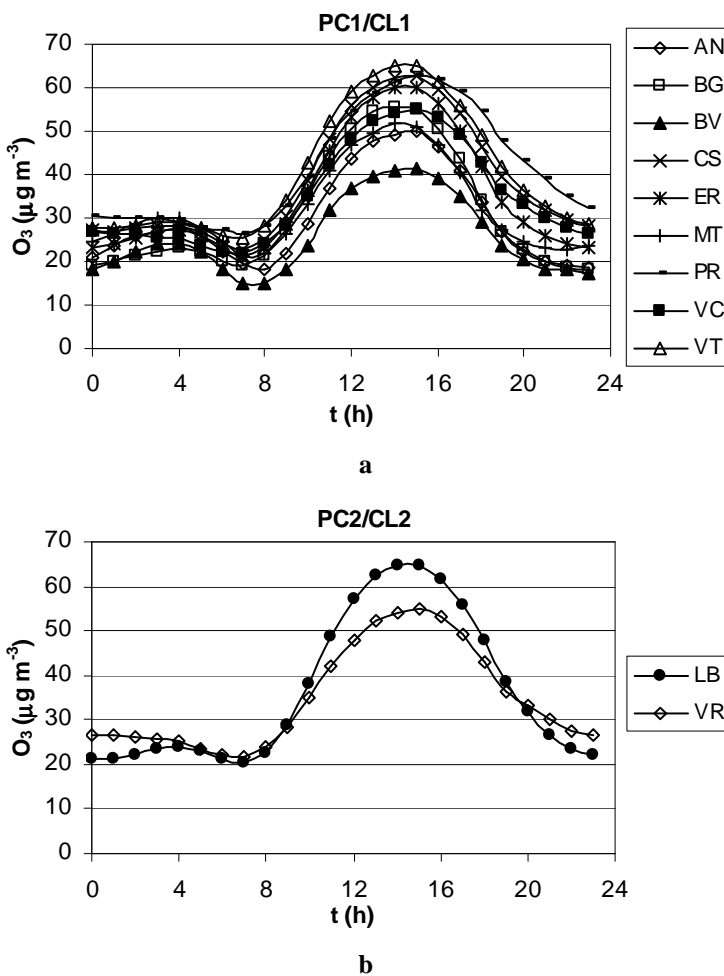 PC1/CL1
O3 (μg m-3)
70
60
50
40
30
20
10
0
0 4 8 12 16 20 24
t (h)
AN
BG
BV
CS
ER
MT
PR
VC
VT
a
PC2/CL2
O3 (μg m-3)
70
60
50
40
30
20
10
0
0 4 8 12 16 20 24
t (h)
LB
VR
b